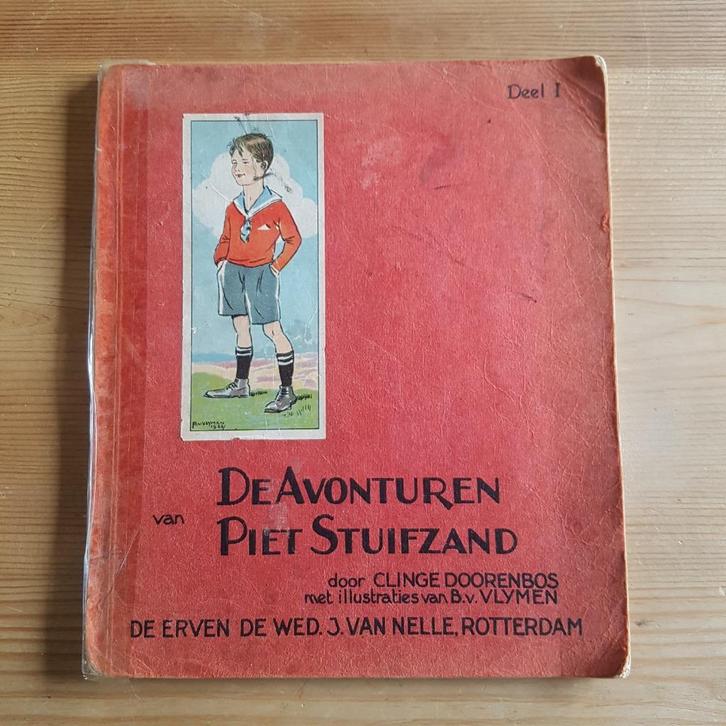 Deel I
De Avonturen
van Piet Stuifzand
door CLINGE DOORENBOS
met illustraties van B.v. VLYMEN
DE ERVEN DE WED. J. VAN NELLE, ROTTERDAM